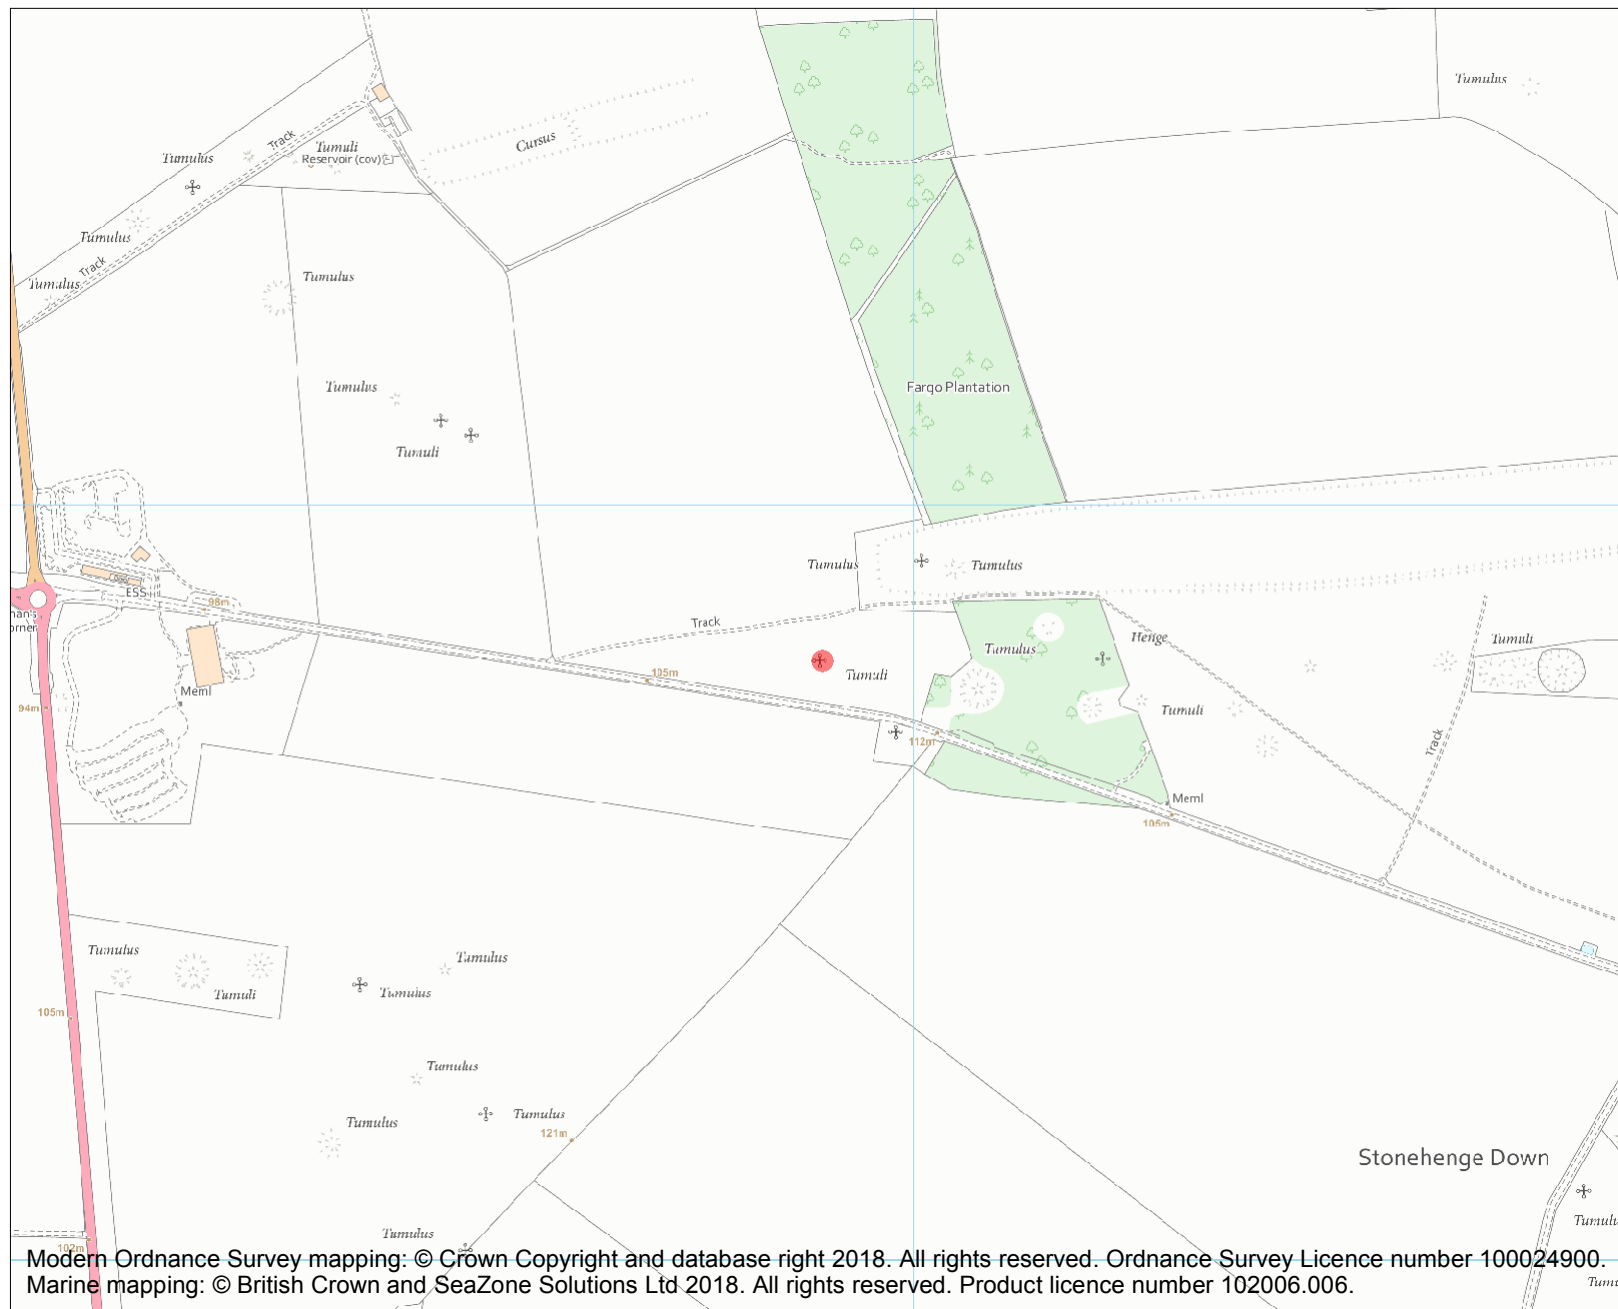 Tumulus
Cursus
Track
Tumuli
Reservoir (cov)
Tumulus
Tumulus
Track
Tumulus
Tumulus
Tumulus
Tumuli
Fargo Plantation
Tumulus
Tumulus
ESS
98m
Track
Henge
Tumuli
Tumulus
105m
Tumuli
Meml
94m
Tumuli
112m
Track
Meml
105m
Tumulus
Tumulus
Tumuli
Tumulus
105m
Tumulus
Tumulus
Tumulus
121m
Stonehenge Down
Tumulus
102m
Modern Ordnance Survey mapping: © Crown Copyright and database right 2018. All rights reserved. Ordnance Survey Licence number 100024900.
Marine mapping: © British Crown and SeaZone Solutions Ltd 2018. All rights reserved. Product licence number 102006.006.